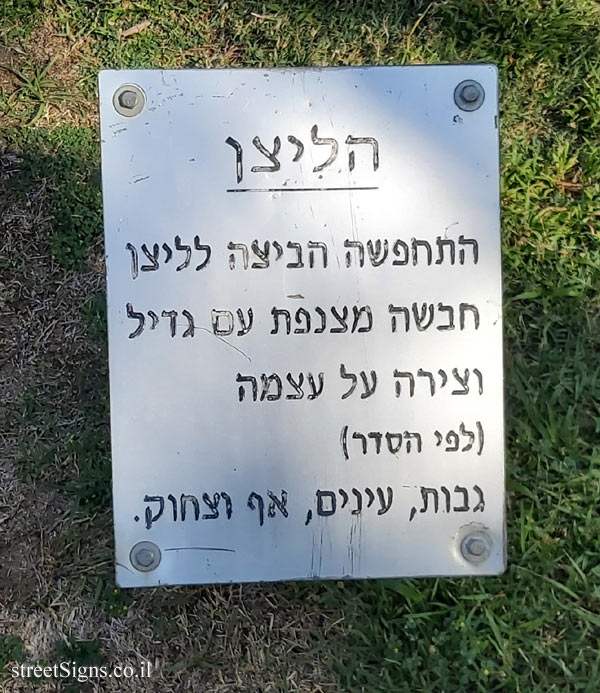 הליצן
התחפשה הביצה לליצן
חבשה מצנפת עם גדיל
וצירה על עצמה
(לפי הסדר)
גבות, עינים, אף וצחוק.
streetSigns.co.il